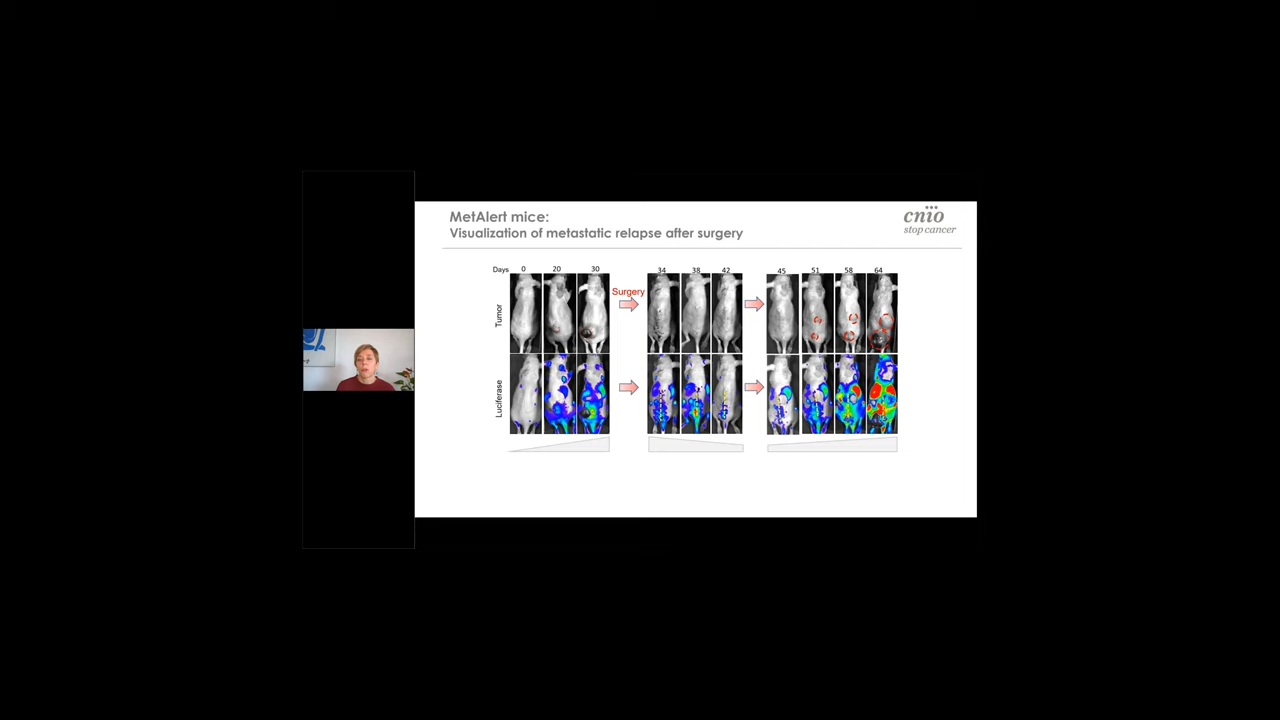 MetAlert mice:
Visualization of metastatic relapse after surgery
cnio
stop cancer
Days 0 20 30 34 38 42 45 51 58 64
Surgery
Tumor
Luciferase